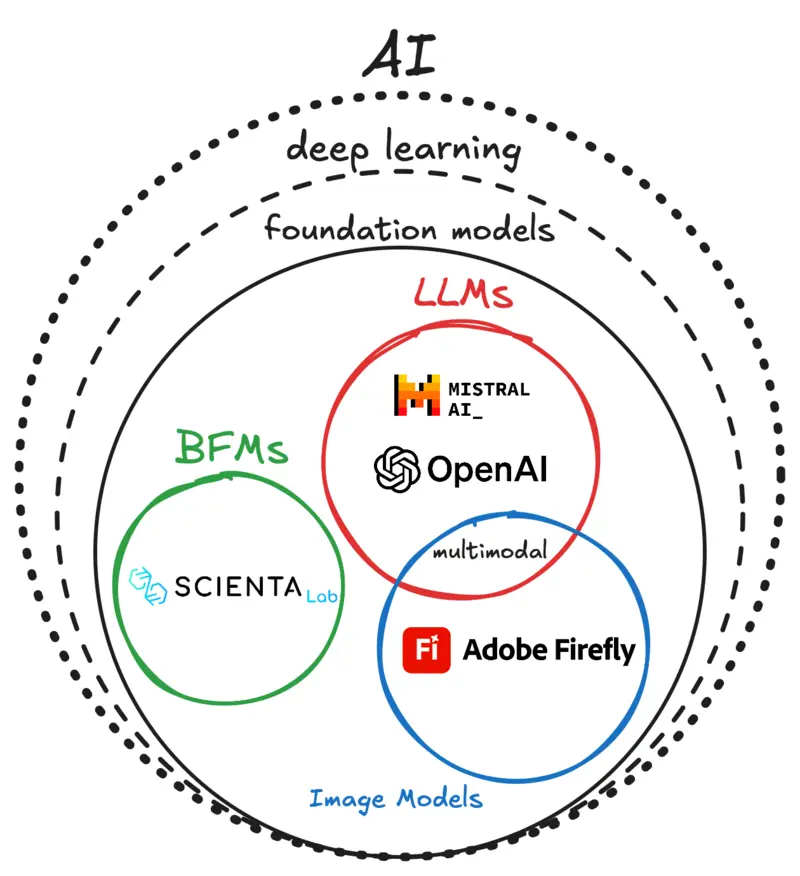 AI
deep learning
foundation models
LLMs
MISTRAL
AI_
BFMs
OpenAI
multimodal
SCIENTA Lab
Fi Adobe Firefly
Image Models